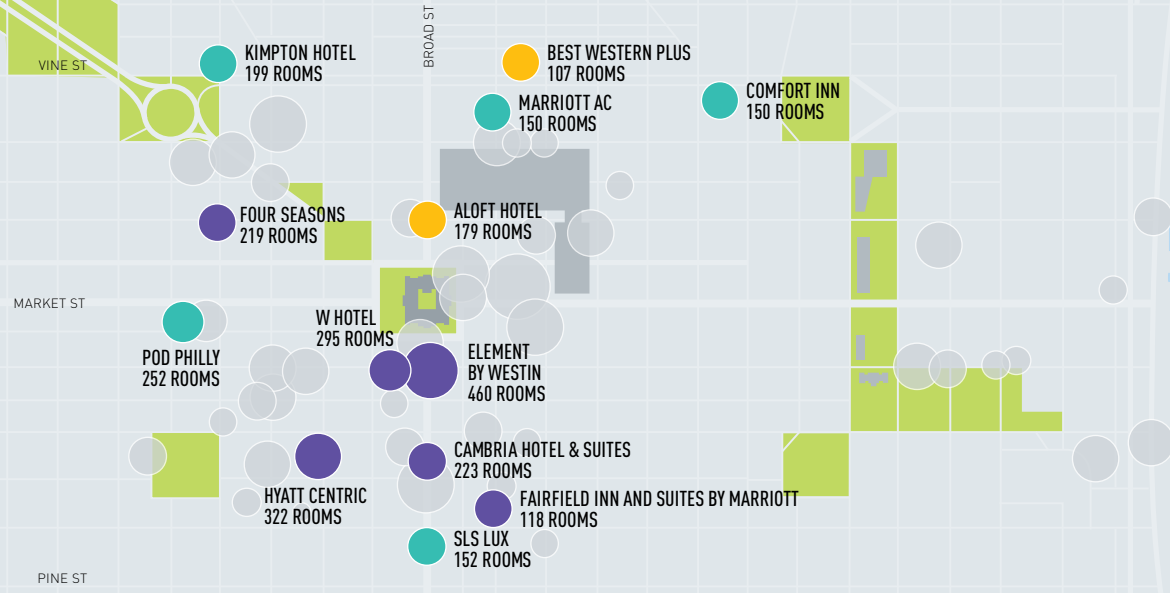 BROAD ST
KIMPTON HOTEL
199 ROOMS
BEST WESTERN PLUS
107 ROOMS
VINE ST
COMFORT INN
150 ROOMS
MARRIOTT AC
150 ROOMS
FOUR SEASONS
219 ROOMS
ALOFT HOTEL
179 ROOMS
MARKET ST
W HOTEL
295 ROOMS
POD PHILLY
252 ROOMS
ELEMENT
BY WESTIN
460 ROOMS
CAMBRIA HOTEL & SUITES
223 ROOMS
HYATT CENTRIC
322 ROOMS
FAIRFIELD INN AND SUITES BY MARRIOTT
118 ROOMS
SLS LUX
152 ROOMS
PINE ST